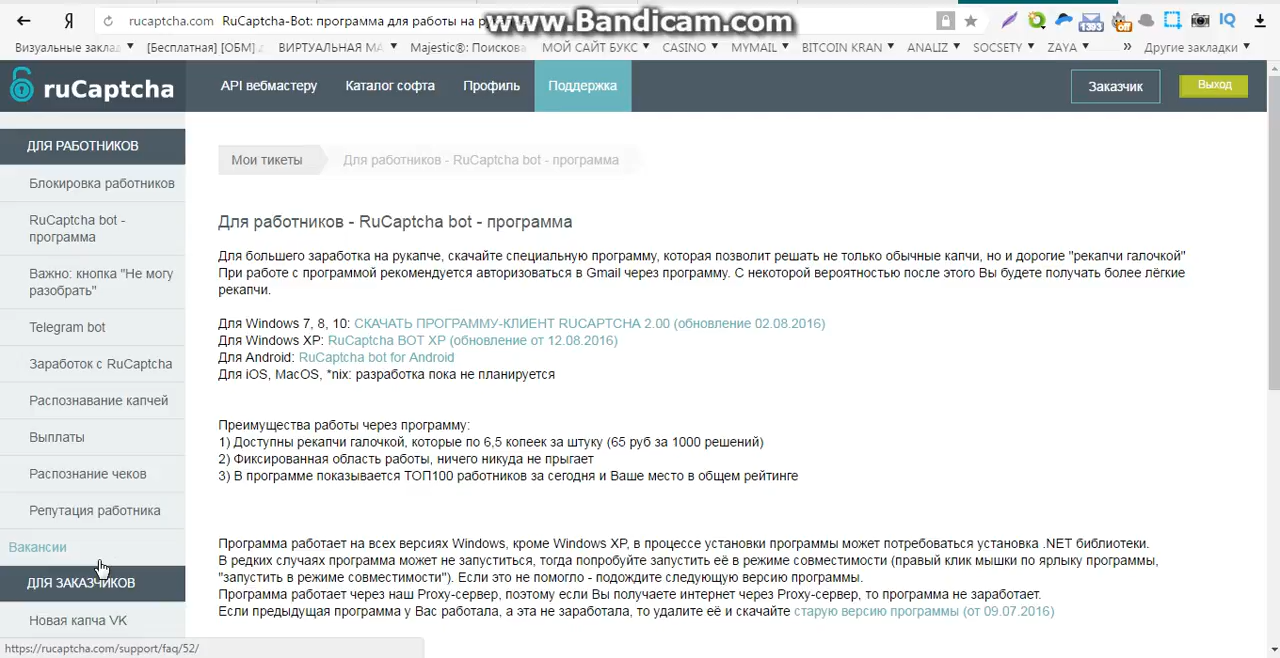 Я rucaptcha.com RuCaptcha-Bot: программа для работы на р
www.Bandicam.com
1393 off IQ
Визуальные заклад [Бесплатная] [ОБМ] ВИРТУАЛЬНАЯ МА Majestic®: Поискова МОЙ САЙТ БУКС CASINO MYMAIL BITCOIN KRAN ANALIZ SOCSETY ZAYA » Другие закладки
ruCaptcha API вебмастеру Каталог софта Профиль Поддержка Заказчик Выход
ДЛЯ РАБОТНИКОВ
Блокировка работников
RuCaptcha bot -
программа
Важно: кнопка "Не могу
разобрать"
Telegram bot
Заработок с RuCaptcha
Распознавание капчей
Выплаты
Распознание чеков
Репутация работника
Вакансии
ДЛЯ ЗАКАЗЧИКОВ
Новая капча VK
Мои тикеты Для работников - RuCaptcha bot - программа
Для работников - RuCaptcha bot - программа
Для большего заработка на рукапче, скачайте специальную программу, которая позволит решать не только обычные капчи, но и дорогие "рекапчи галочкой"
При работе с программой рекомендуется авторизоваться в Gmail через программу. С некоторой вероятностью после этого Вы будете получать более лёгкие
рекапчи.
Для Windows 7, 8, 10: СКАЧАТЬ ПРОГРАММУ-КЛИЕНТ RUCAPTCHA 2.00 (обновление 02.08.2016)
Для Windows XP: RuCaptcha BOT XP (обновление от 12.08.2016)
Для Android: RuCaptcha bot for Android
Для iOS, MacOS, *nix: разработка пока не планируется
Преимущества работы через программу:
1) Доступны рекапчи галочкой, которые по 6,5 копеек за штуку (65 руб за 1000 решений)
2) Фиксированная область работы, ничего никуда не прыгает
3) В программе показывается ТОП100 работников за сегодня и Ваше место в общем рейтинге
Программа работает на всех версиях Windows, кроме Windows XP, в процессе установки программы может потребоваться установка .NET библиотеки.
В редких случаях программа может не запуститься, тогда попробуйте запустить её в режиме совместимости (правый клик мышки по ярлыку программы,
"запустить в режиме совместимости"). Если это не помогло - подождите следующую версию программы.
Программа работает через наш Proxy-сервер, поэтому если Вы получаете интернет через Proxy-сервер, то программа не заработает.
Если предыдущая программа у Вас работала, а эта не заработала, то удалите её и скачайте старую версию программы (от 09.07.2016)
https://rucaptcha.com/support/faq/52/